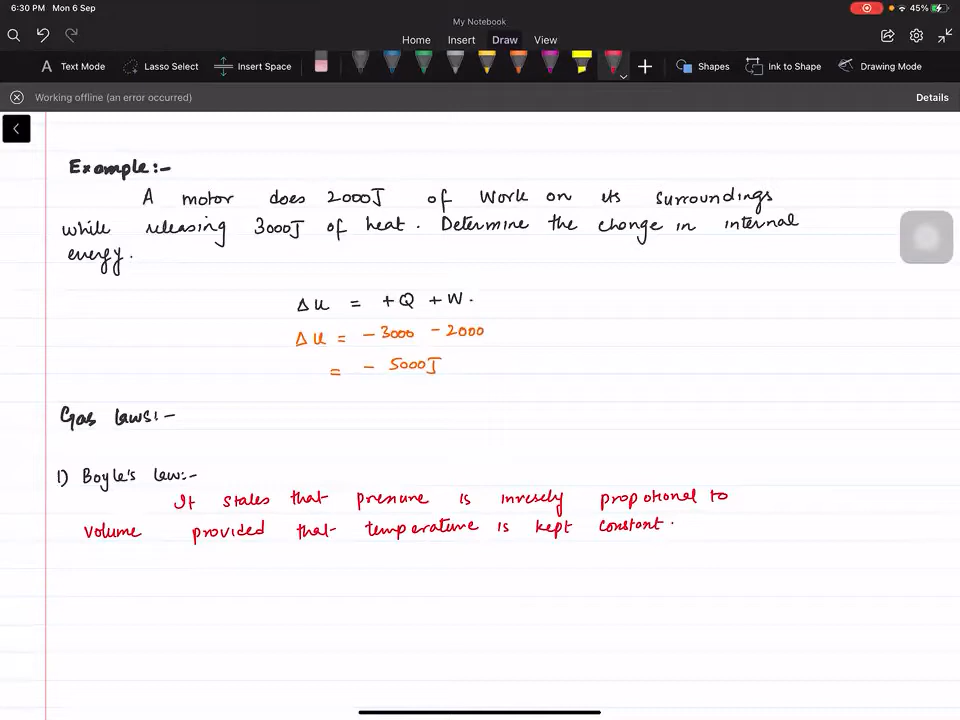 6:30 PM Mon 6 Sep
45%
My Notebook
Home Insert Draw View
Text Mode Lasso Select Insert Space Shapes Ink to Shape Drawing Mode
Working offline (an error occurred) Details
Example:-
A motor does 2000J of work on its surroundings
while releasing 3000J of heat. Determine the change in internal
energy.
Δu = +Q +W.
Δu = - 3000 - 2000
= - 5000J
Gas laws:-
1) Boyle's law:-
It states that pressure is inresely propotional to
volume provided that temperature is kept constant.